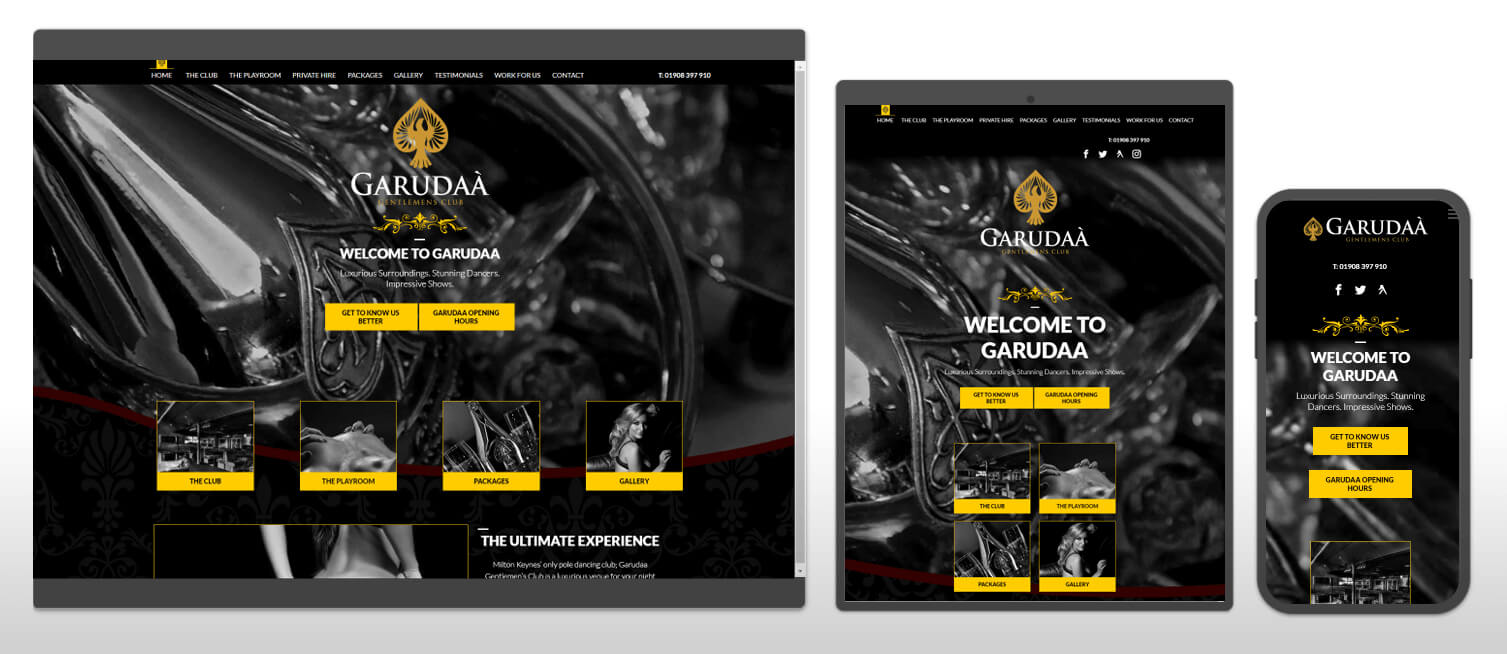 HOME THE CLUB THE PLAYROOM PRIVATE HIRE PACKAGES GALLERY TESTIMONIALS WORK FOR US CONTACT T: 01908 397 910
GARUDAÀ
GENTLEMENS CLUB
WELCOME TO GARUDAA
Luxurious Surroundings. Stunning Dancers.
Impressive Shows.
GET TO KNOW US
BETTER
GARUDAA OPENING
HOURS
THE CLUB
THE PLAYROOM
PACKAGES
GALLERY
THE ULTIMATE EXPERIENCE
Milton Keynes' only pole dancing club; Garudaa
Gentlemen's Club is a luxurious venue for your night
HOME THE CLUB THE PLAYROOM PRIVATE HIRE PACKAGES GALLERY TESTIMONIALS WORK FOR US CONTACT
T: 01908 397 910
GARUDAÀ
GENTLEMENS CLUB
WELCOME TO
GARUDAA
Luxurious Surroundings. Stunning Dancers. Impressive Shows.
GET TO KNOW US
BETTER
GARUDAA OPENING
HOURS
THE CLUB
THE PLAYROOM
PACKAGES
GALLERY
GARUDAÀ
GENTLEMENS CLUB
T: 01908 397 910
WELCOME TO
GARUDAA
Luxurious Surroundings. Stunning
Dancers. Impressive Shows.
GET TO KNOW US
BETTER
GARUDAA OPENING
HOURS